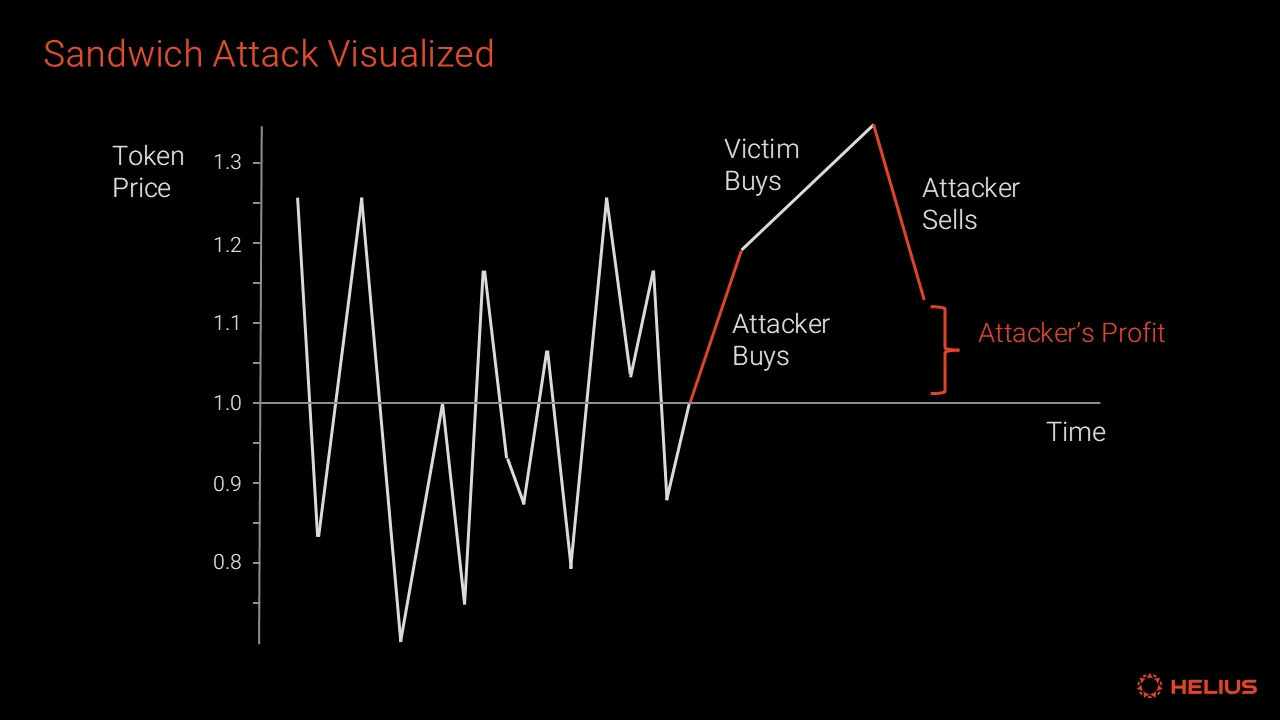 Sandwich Attack Visualized
Token
Price
1.3
1.2
1.1
1.0
0.9
0.8
Victim
Buys
Attacker
Sells
Attacker
Buys
Attacker’s Profit
Time
HELIUS